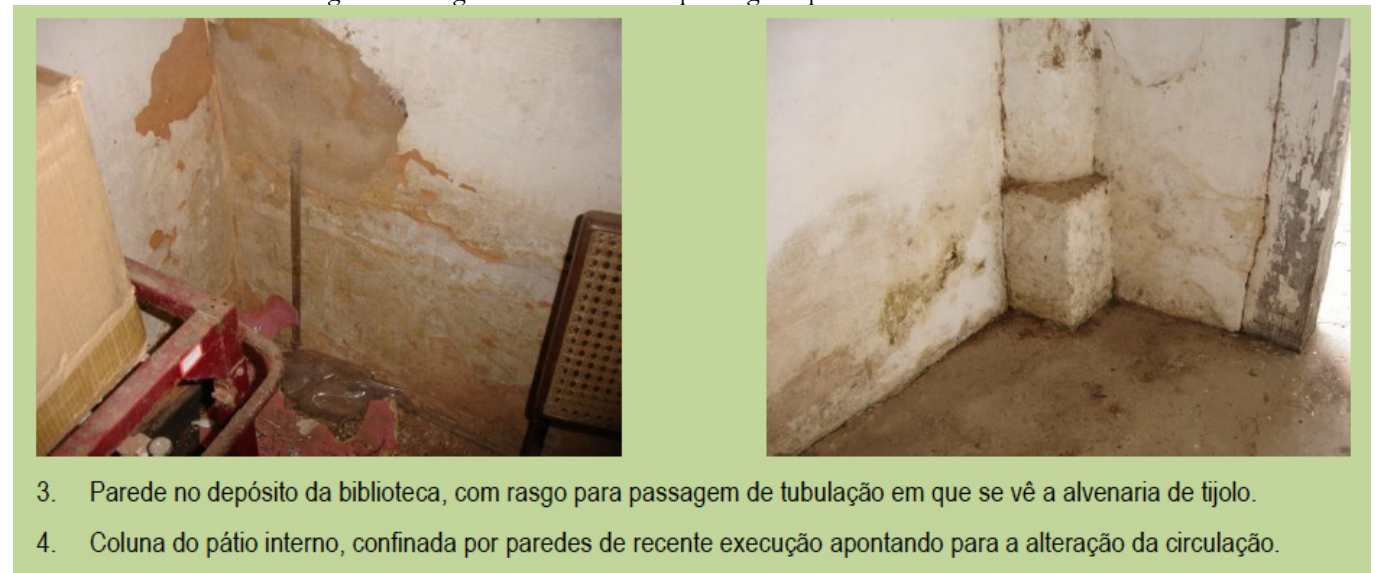 3. Parede no depósito da biblioteca, com rasgo para passagem de tubulação em que se vê a alvenaria de tijolo.
4. Coluna do pátio interno, confinada por paredes de recente execução apontando para a alteração da circulação.